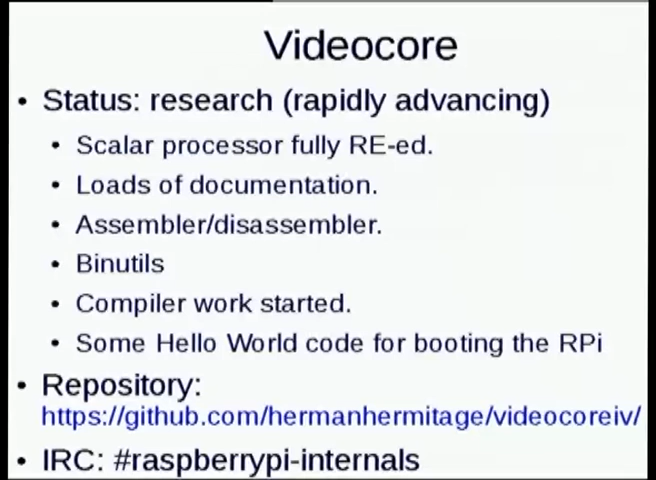 Videocore
• Status: research (rapidly advancing)
• Scalar processor fully RE-ed.
• Loads of documentation.
• Assembler/disassembler.
• Binutils
• Compiler work started.
• Some Hello World code for booting the RPi
• Repository:
https://github.com/hermanhermitage/videocoreiv/
• IRC: #raspberrypi-internals